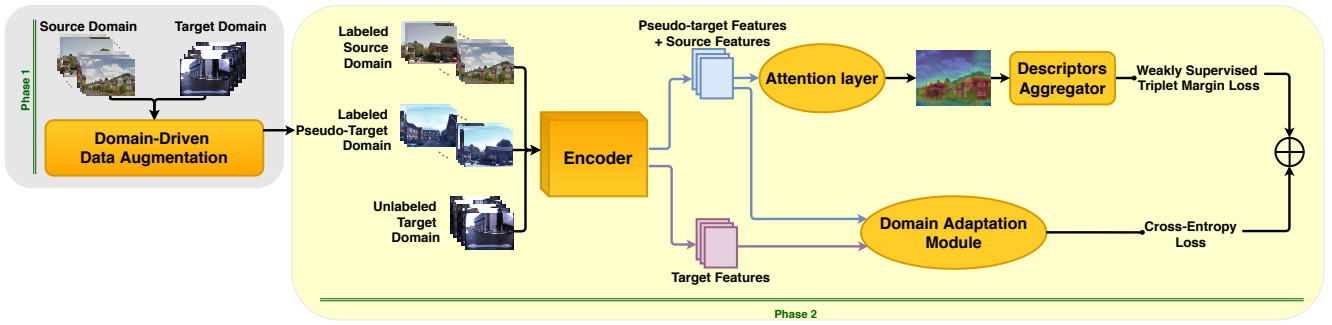 Phase 1
Source Domain
Target Domain
Domain-Driven
Data Augmentation
Labeled
Source
Domain
Labeled
Pseudo-Target
Domain
Unlabeled
Target
Domain
Encoder
Pseudo-target Features
+ Source Features
Attention layer
Descriptors
Aggregator
Weakly Supervised
Triplet Margin Loss
Target Features
Domain Adaptation
Module
Cross-Entropy
Loss
Phase 2